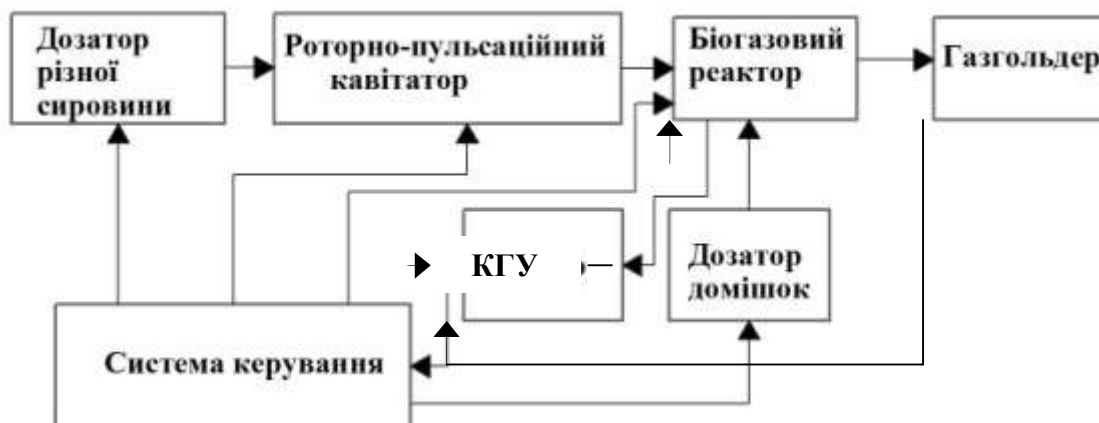 Дозатор
різної
сировини
Роторно-пульсаційний
кавітатор
Біогазовий
реактор
Газгольдер
КГУ
Дозатор
домішок
Система керування